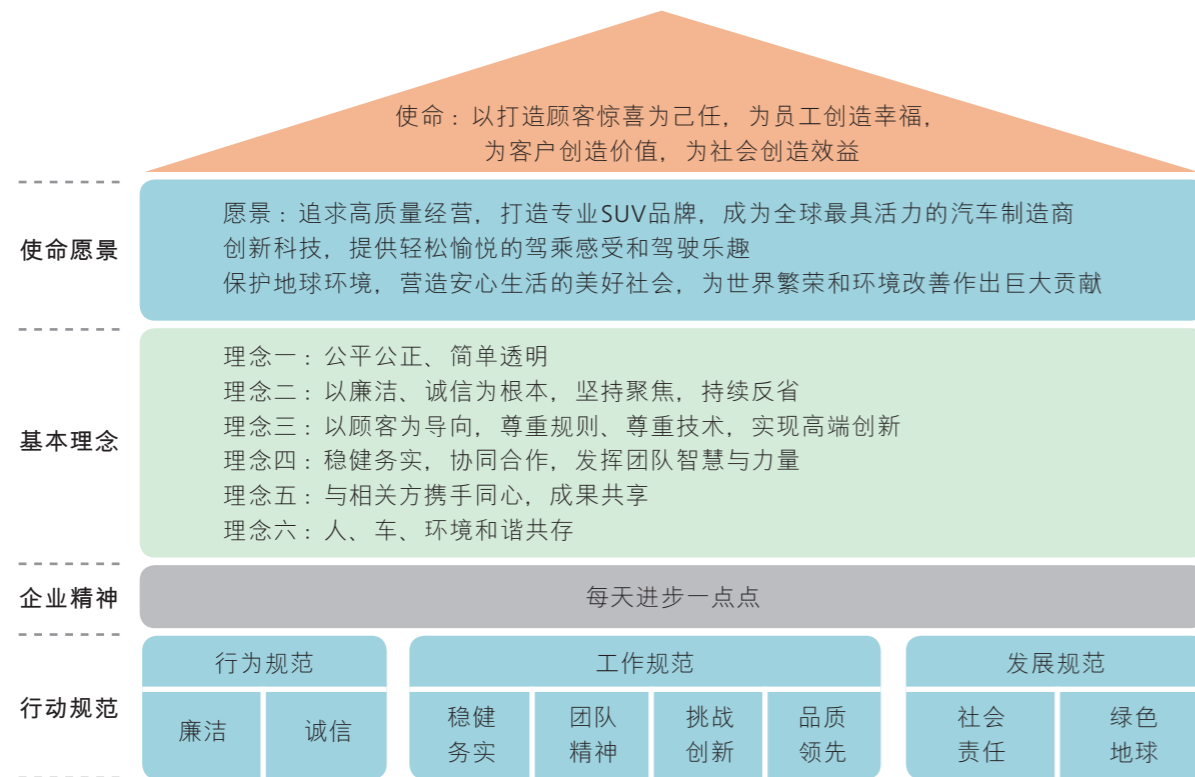 使命：以打造顾客惊喜为己任，为员工创造幸福，
为客户创造价值，为社会创造效益
使命愿景
愿景：追求高质量经营，打造专业SUV品牌，成为全球最具活力的汽车制造商
创新科技，提供轻松愉悦的驾乘感受和驾驶乐趣
保护地球环境，营造安心生活的美好社会，为世界繁荣和环境改善作出巨大贡献
基本理念
理念一：公平公正、简单透明
理念二：以廉洁、诚信为根本，坚持聚焦，持续反省
理念三：以顾客为导向，尊重规则、尊重技术，实现高端创新
理念四：稳健务实，协同合作，发挥团队智慧与力量
理念五：与相关方携手同心，成果共享
理念六：人、车、环境和谐共存
企业精神
每天进步一点点
行动规范
行为规范
廉洁
诚信
工作规范
稳健
务实
团队
精神
挑战
创新
品质
领先
发展规范
社会
责任
绿色
地球